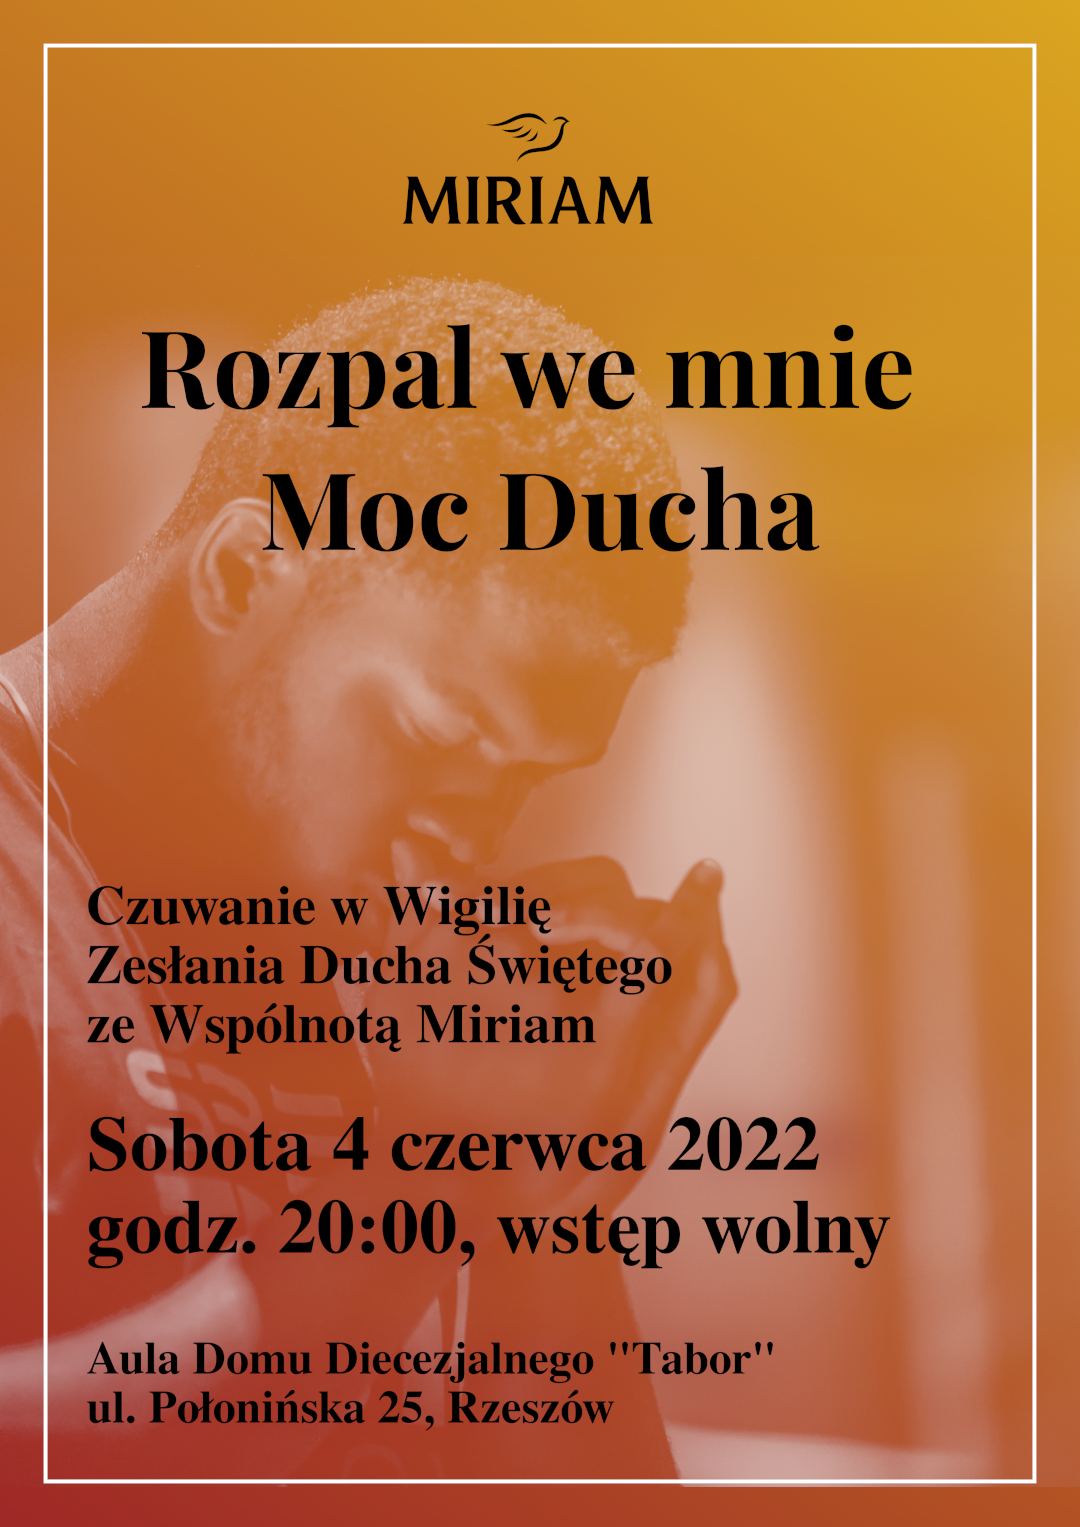 MIRIAM
Rozpal we mnie
Moc Ducha
Czuwanie w Wigilię
Zesłania Ducha Świętego
ze Wspólnotą Miriam
Sobota 4 czerwca 2022
godz. 20:00, wstęp wolny
Aula Domu Diecezjalnego "Tabor"
ul. Połonińska 25, Rzeszów